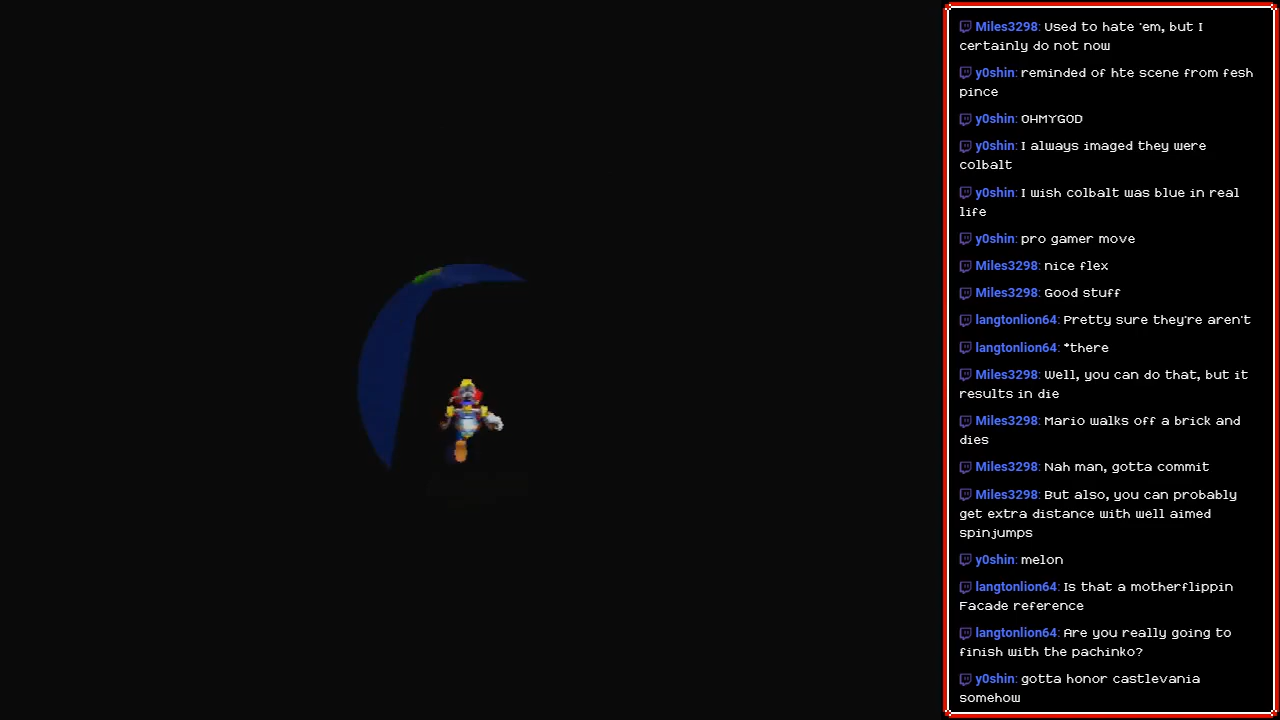 Miles3298: Used to hate 'em, but I
certainly do not now
y0shin: reminded of hte scene from fesh
pince
y0shin: OHMYGOD
y0shin: I always imaged they were
colbalt
y0shin: I wish colbalt was blue in real
life
y0shin: pro gamer move
Miles3298: nice flex
Miles3298: Good stuff
langtonlion64: Pretty sure they're aren't
langtonlion64: *there
Miles3298: Well, you can do that, but it
results in die
Miles3298: Mario walks off a brick and
dies
Miles3298: Nah man, gotta commit
Miles3298: But also, you can probably
get extra distance with well aimed
spinjumps
y0shin: melon
langtonlion64: Is that a motherflippin
Facade reference
langtonlion64: Are you really going to
finish with the pachinko?
y0shin: gotta honor castlevania
somehow